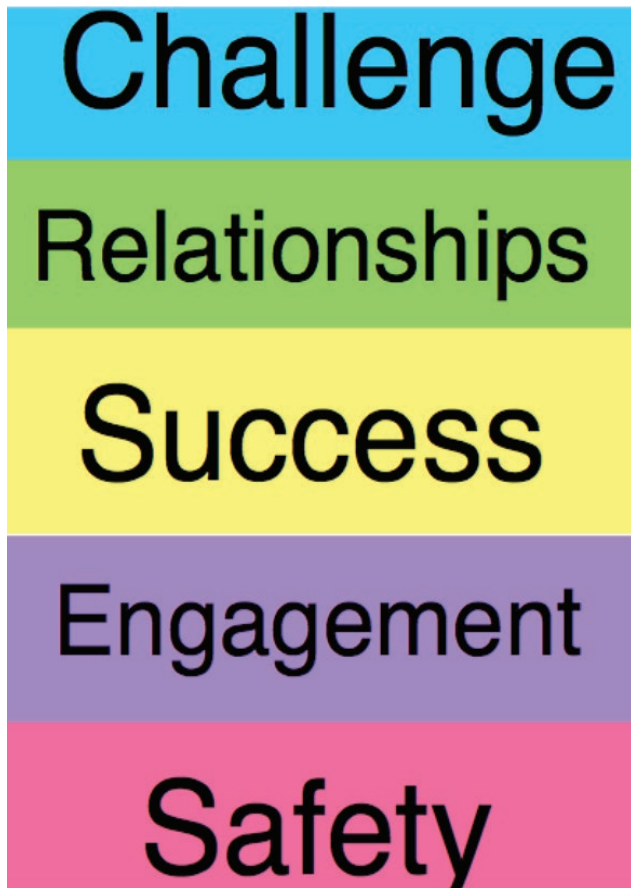 Challenge
Relationships
Success
Engagement
Safety